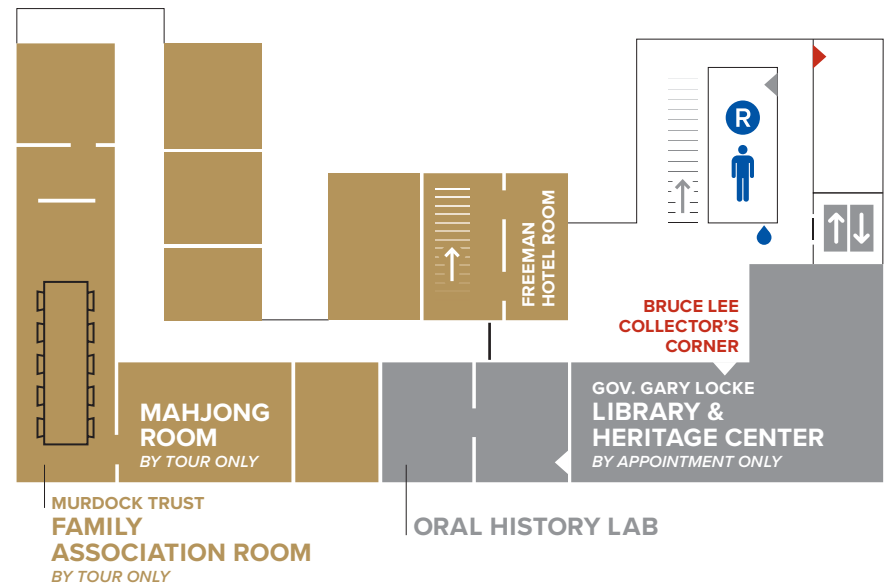 R
FREEMAN
HOTEL ROOM
BRUCE LEE
COLLECTOR'S
CORNER
GOV. GARY LOCKE
LIBRARY &
HERITAGE CENTER
BY APPOINTMENT ONLY
MAHJONG
ROOM
BY TOUR ONLY
MURDOCK TRUST
FAMILY
ASSOCIATION ROOM
BY TOUR ONLY
ORAL HISTORY LAB